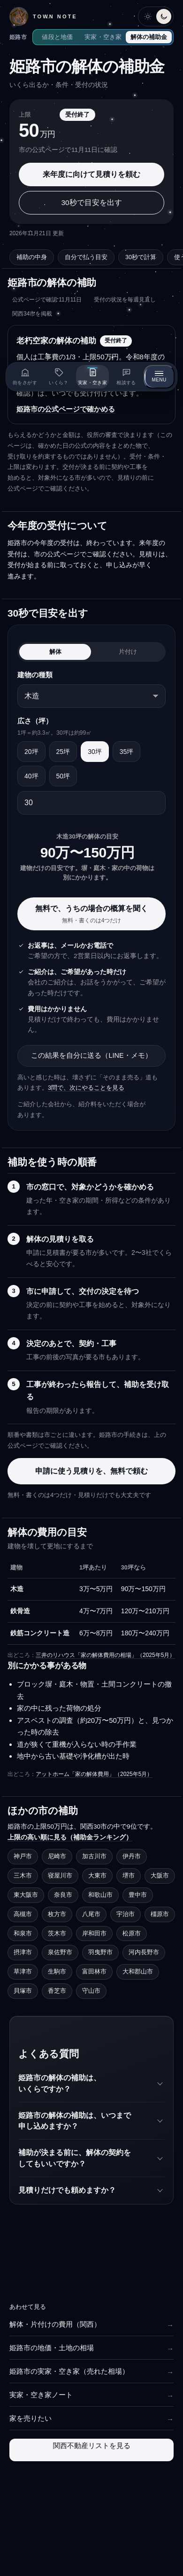 TOWN NOTE
姫路市
値段と地価
実家・空き家
解体の補助金
姫路市の解体の補助金
いくら出るか・条件・受付の状況
上限
受付終了
50万円
市の公式ページで11月11日に確認
来年度に向けて見積りを頼む
30秒で目安を出す
2026年11月21日 更新
補助の中身
自分で払う目安
30秒で計算
姫路市の解体の補助
公式ページで確認 11月11日
受付の状況を毎週見直し
関西34市を掲載
老朽空家の解体の補助
受付終了
個人は工事費の1/3・上限50万円。令和8年度の
街をさがす
いくら？
実家・空き家
相談する
MENU
姫路市の公式ページで確かめる
もらえるかどうかと金額は、役所の審査で決まります（この
ページは、確かめた日の公式の内容をまとめた物で、
受け取りや金額を約束するものではありません）。受付・条件・
上限は変わります。交付が決まる前に契約や工事を
始めると、対象外になる市が多いので、見積りの前に
公式ページでご確認ください。
今年度の受付について
姫路市の今年度の受付は、終わっています。来年度の
受付は、市の公式ページでご確認ください。見積りは、
受付が始まる前に取っておくと、申し込みが早く
進みます。
30秒で目安を出す
解体
片付け
建物の種類
木造
広さ（坪）
1坪＝約3.3㎡、30坪は約99㎡
20坪
25坪
30坪
35坪
40坪
50坪
30
木造30坪の解体の目安
90万〜150万円
建物だけの目安です。塀・庭木・家の中の荷物は
別にかかります。
無料で、うちの場合の概算を聞く
無料・書くのは4つだけ
お返事は、メールかお電話で
ご希望の方で、2営業日以内にお返事します。
ご紹介は、ご希望があった時だけ
会社のご紹介は、お話をうかがって、ご希望が
あった時だけです。
費用はかかりません
見積りだけで終わっても、費用はかかりませ
ん。
この結果を自分に送る（LINE・メモ）
高いと感じた時は、壊さずに「そのまま売る」道も
あります。3問で、次にやることを見る
ご紹介した会社から、紹介料をいただく場合が
あります。
補助を使う時の順番
1
市の窓口で、対象かどうかを確かめる
建った年・空き家の期間・所得などの条件があり
ます。
2
解体の見積りを取る
申請に見積書が要る市が多いです。2〜3社でくら
べると安心です。
3
市に申請して、交付の決定を待つ
決定の前に契約や工事を始めると、対象外になり
ます。
4
決定のあとで、契約・工事
工事の前後の写真が要る市もあります。
5
工事が終わったら報告して、補助を受け取
る
報告の期限があります。
順番や書類は市ごとに違います。姫路市の手続きは、上の
公式ページでご確認ください。
申請に使う見積りを、無料で頼む
無料・書くのは4つだけ・見積りだけでも大丈夫です
解体の費用の目安
建物を壊して更地にするまで
建物
1坪あたり
30坪なら
木造
3万〜5万円
90万〜150万円
鉄骨造
4万〜7万円
120万〜210万円
鉄筋コンクリート造
6万〜8万円
180万〜240万円
出どころ：三井のリハウス「家の解体費用の相場」（2025年5月）
別にかかる事がある物
ブロック塀・庭木・物置・土間コンクリートの撤
去
家の中に残った荷物の処分
アスベストの調査（約20万〜50万円）と、見つか
った時の除去
道が狭くて重機が入らない時の手作業
地中から古い基礎や浄化槽が出た時
出どころ：アットホーム「家の解体費用」（2025年5月）
ほかの市の補助
姫路市の上限50万円は、関西30市の中で9位です。
上限の高い順に見る（補助金ランキング）
神戸市
尼崎市
加古川市
伊丹市
三木市
寝屋川市
大東市
堺市
大阪市
東大阪市
奈良市
和歌山市
豊中市
高槻市
枚方市
八尾市
宇治市
橿原市
和泉市
茨木市
岸和田市
松原市
摂津市
泉佐野市
羽曳野市
河内長野市
草津市
生駒市
富田林市
大和郡山市
貝塚市
香芝市
守山市
よくある質問
姫路市の解体の補助は、
いくらですか？
姫路市の解体の補助は、いつまで
申し込めますか？
補助が決まる前に、解体の契約を
してもいいですか？
見積りだけでも頼めますか？
あわせて見る
解体・片付けの費用（関西）
→
姫路市の地価・土地の相場
→
姫路市の実家・空き家（売れた相場）
→
実家・空き家ノート
→
家を売りたい
→
関西不動産リストを見る